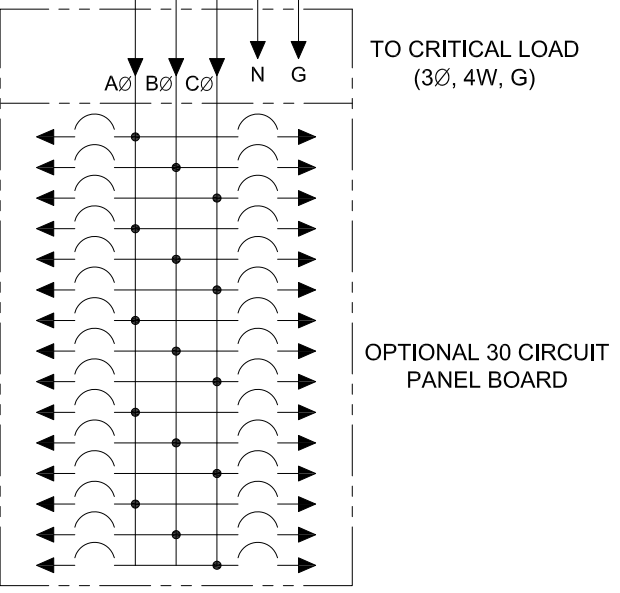 TO CRITICAL LOAD
(3Ø, 4W, G)
AØ BØ CØ N G
OPTIONAL 30 CIRCUIT
PANEL BOARD